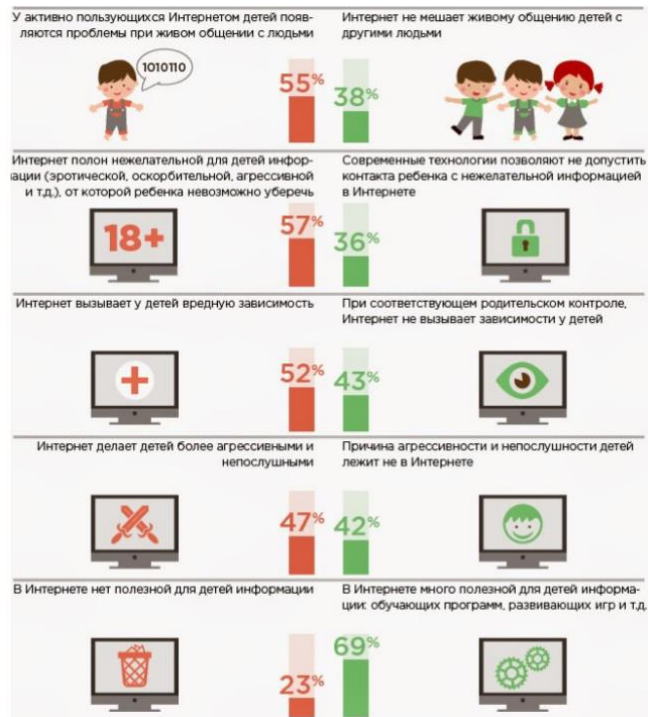 У активно пользующихся Интернетом детей появ-
ляются проблемы при живом общении с людьми
1010110
55%
Интернет не мешает живому общению детей с
другими людьми
38%
Интернет полон нежелательной для детей инфор-
ации (эротической, оскорбительной, агрессивной
и т.д.), от которой ребенка невозможно уберечь
18+
57%
Современные технологии позволяют не допустить
контакта ребенка с нежелательной информацией
в Интернете
36%
Интернет вызывает у детей вредную зависимость
52%
При соответствующем родительском контроле,
Интернет не вызывает зависимости у детей
43%
Интернет делает детей более агрессивными и
непослушными
47%
Причина агрессивности и непослушности детей
лежит не в Интернете
42%
В Интернете нет полезной для детей информации
23%
В Интернете много полезной для детей информа-
ции: обучающих программ, развивающих игр и т.д.
69%